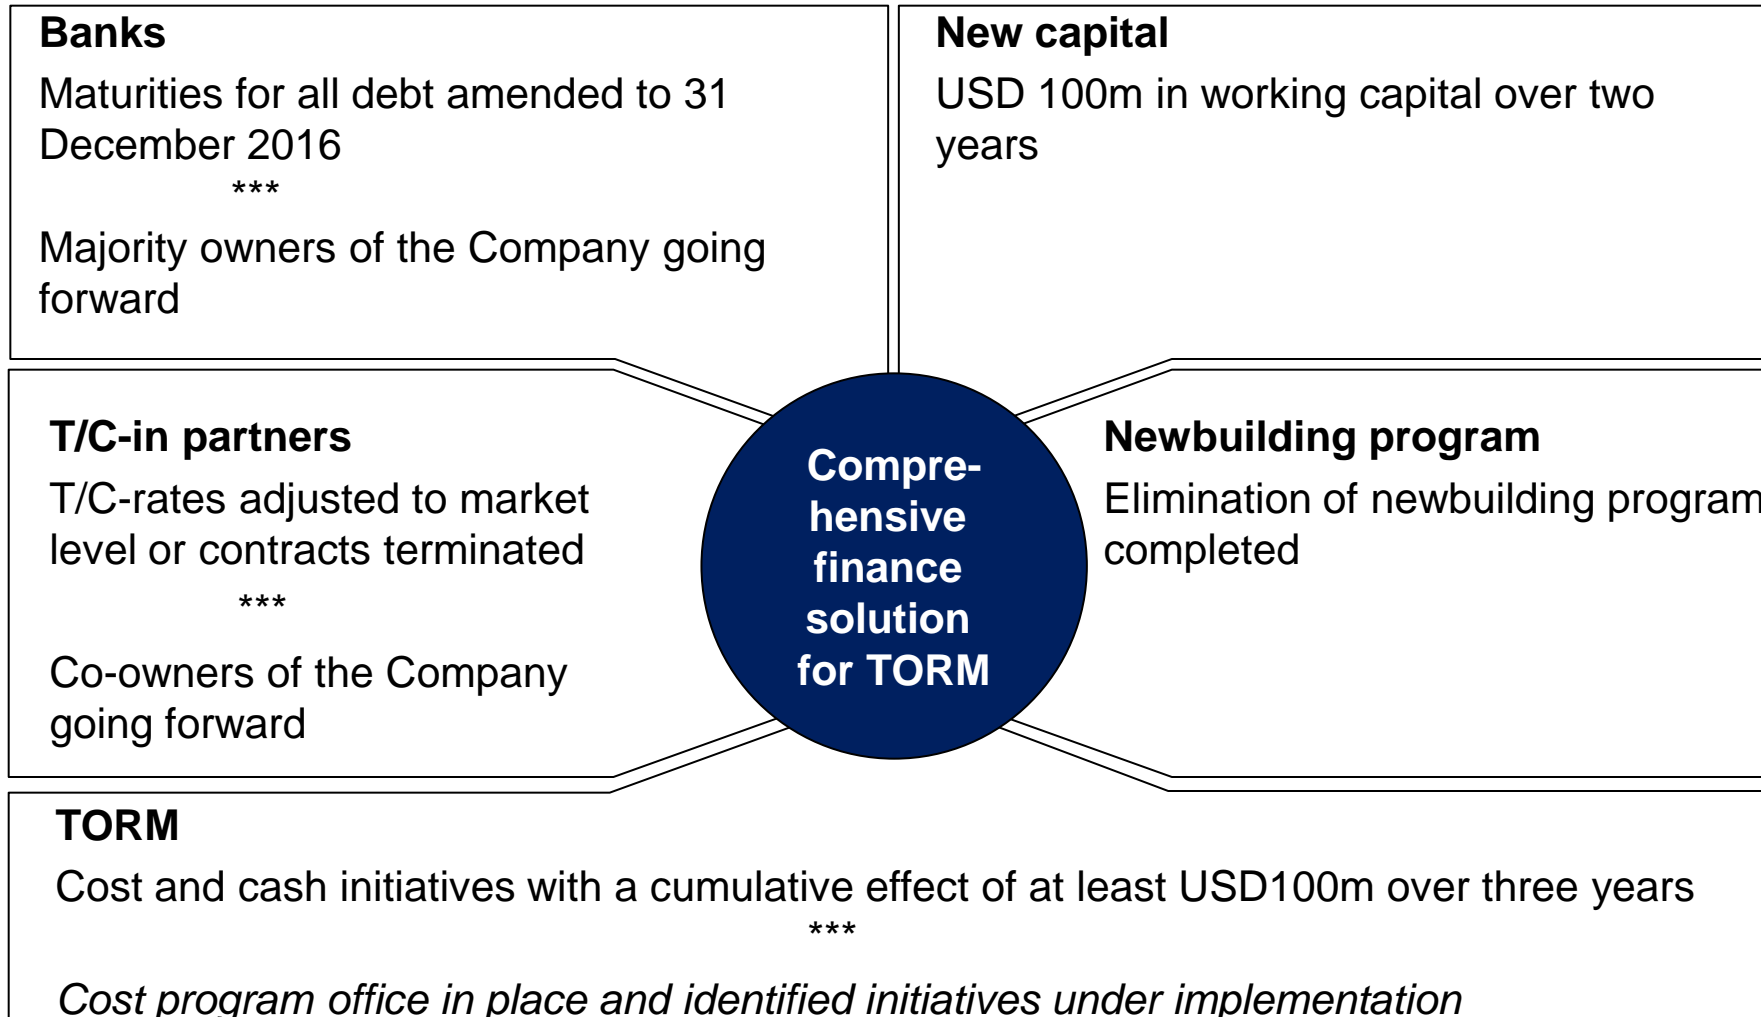 Banks
Maturities for all debt amended to 31
December 2016
***
Majority owners of the Company going
forward
New capital
USD 100m in working capital over two
years
T/C-in partners
T/C-rates adjusted to market
level or contracts terminated
***
Co-owners of the Company
going forward
Compre-
hensive
finance
solution
for TORM
Newbuilding program
Elimination of newbuilding program
completed
TORM
Cost and cash initiatives with a cumulative effect of at least USD100m over three years
***
Cost program office in place and identified initiatives under implementation